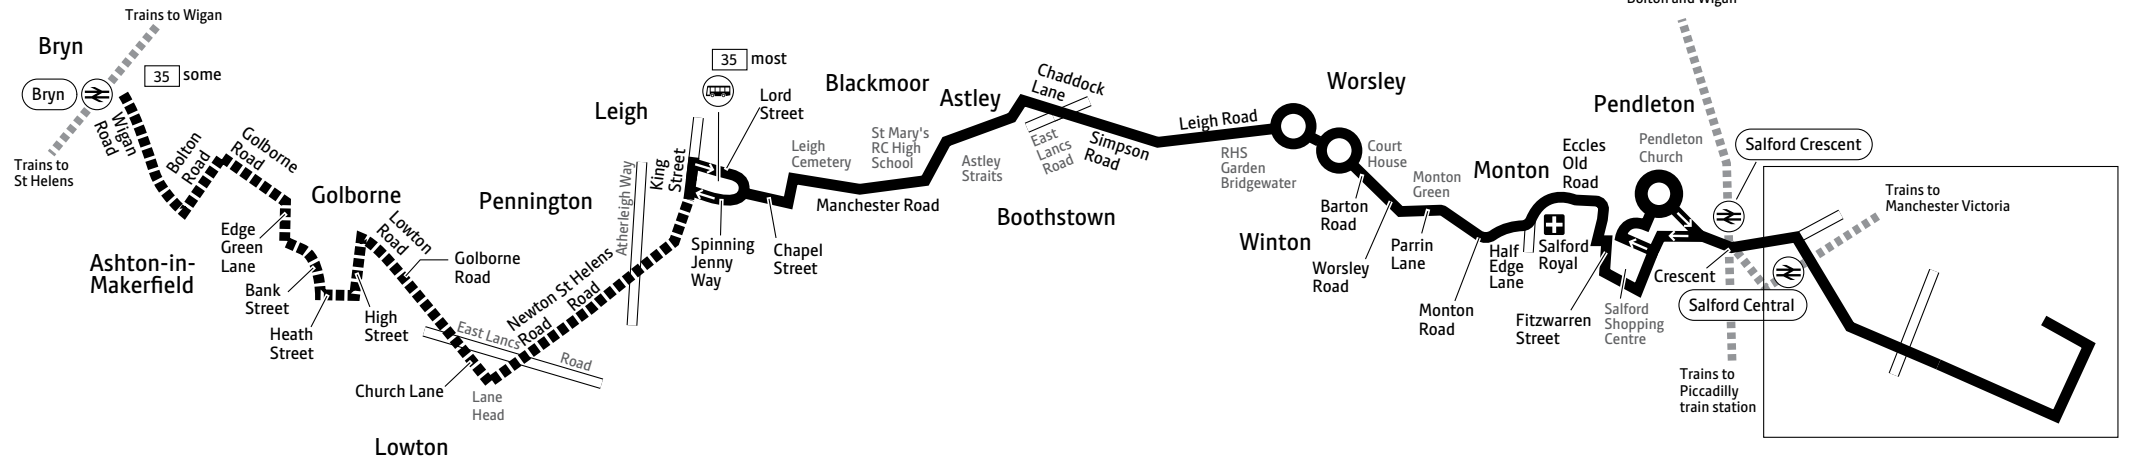 Trains to Wigan
Bryn
35 some
Bryn
Trains to
St Helens
Wigan
Road
Bolton
Road
Golborne
Road
Ashton-in-
Makerfield
Edge
Green
Lane
Bank
Street
Heath
Street
Golborne
High
Street
Lowton
Road
Golborne
Road
Church Lane
Lane
Head
Lowton
East Lancs
Road
Newton St Helens
Road
Road
Pennington
Atherleigh Way
Leigh
King
Street
35 most
Lord
Street
Spinning
Jenny
Way
Chapel
Street
Leigh
Cemetery
Blackmoor
St Mary's
RC High
School
Manchester Road
Astley
Astley
Straits
Chaddock
Lane
East
Lancs
Road
Boothstown
Simpson
Road
Leigh Road
RHS
Garden
Bridgewater
Worsley
Court
House
Barton
Road
Winton
Worsley
Road
Monton
Green
Parrin
Lane
Monton
Road
Monton
Half
Edge
Lane
Eccles
Old
Road
Salford
Royal
Fitzwarren
Street
Pendleton
Pendleton
Church
Salford
Shopping
Centre
Crescent
Bolton and Wigan
Salford Crescent
Salford Central
Trains to
Manchester Victoria
Trains to
Piccadilly
train station